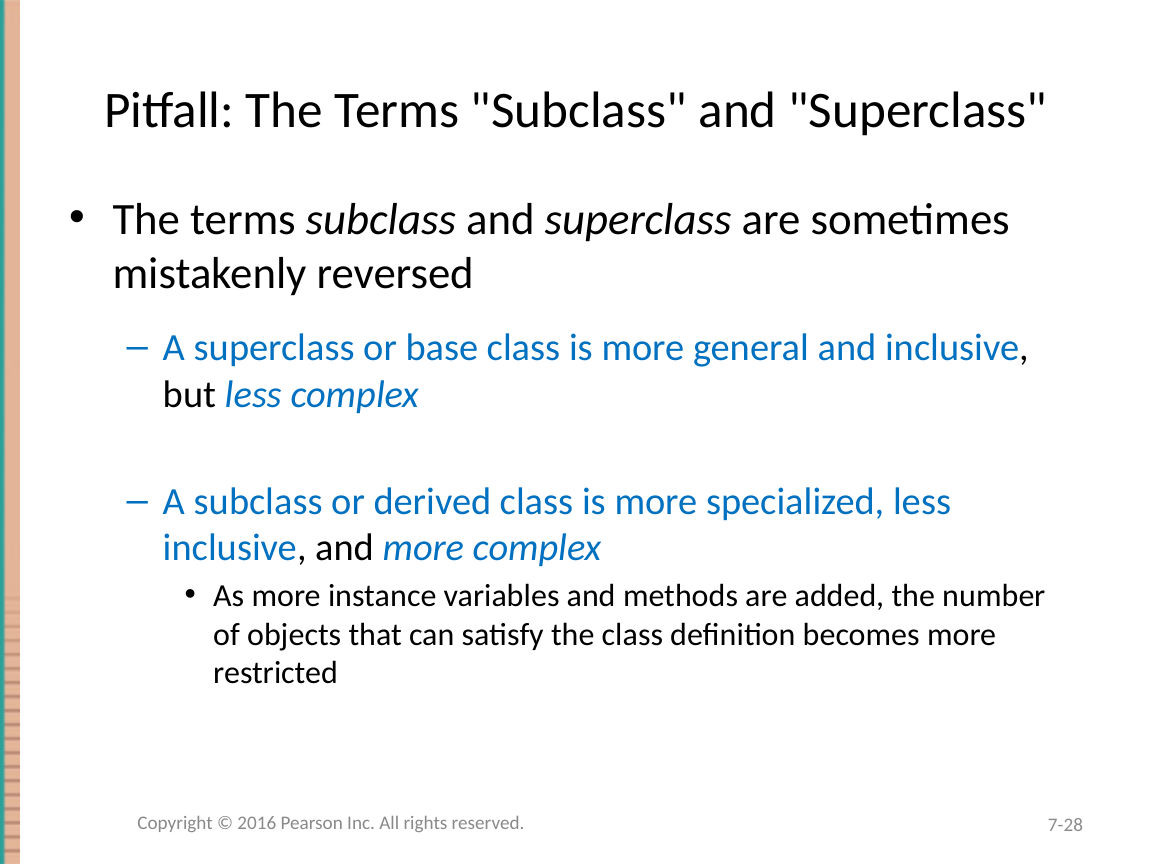 Pitfall: The Terms "Subclass" and "Superclass"
• The terms subclass and superclass are sometimes
mistakenly reversed
– A superclass or base class is more general and inclusive,
but less complex
– A subclass or derived class is more specialized, less
inclusive, and more complex
• As more instance variables and methods are added, the number
of objects that can satisfy the class definition becomes more
restricted
Copyright © 2016 Pearson Inc. All rights reserved.
7-28